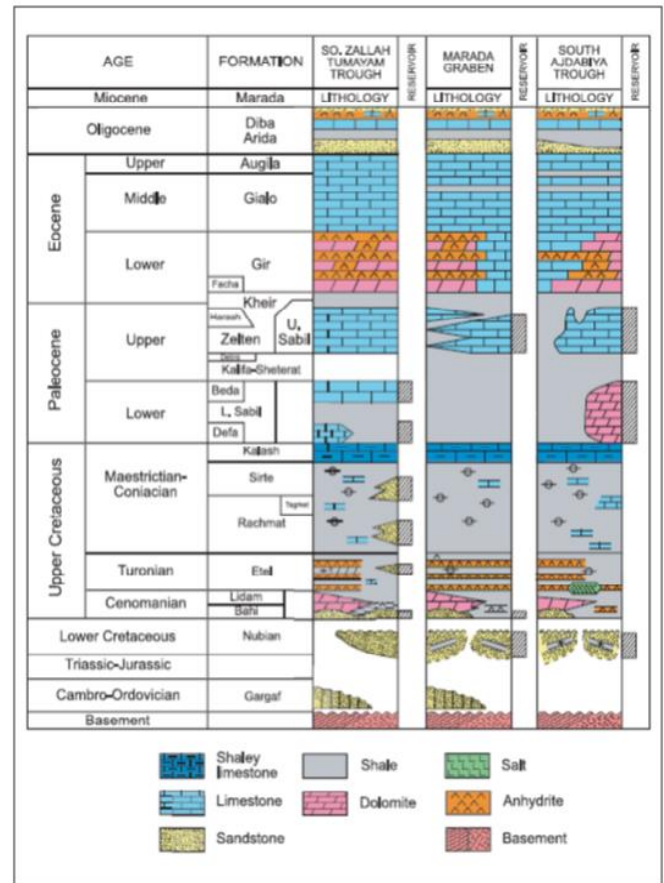 AGE FORMATION SO. ZALLAH TUMAYAM TROUGH RESERVOIR MARADA GRABEN RESERVOIR SOUTH AJDABIYA TROUGH RESERVOIR
Miocene Marada LITHOLOGY LITHOLOGY LITHOLOGY
Oligocene Diba
Arida
Eocene
Upper Augila
Middle Gialo
Lower Gir
Facha
Kheir
Paleocene
Upper Harash
Zelten U. Sabil
Kalifa-Sheterat
Lower Beda
L. Sabil
Defa
Upper Cretaceous
Kalash
Maestrictian-
Coniacian
Sirte
Tagrifet
Rachmat
Turonian Etel
Cenomanian Lidam
Bahi
Lower Cretaceous Nubian
Triassic-Jurassic
Cambro-Ordovician Gargaf
Basement
Shaley limestone
Shale
Salt
Limestone
Dolomite
Anhydrite
Sandstone
Basement